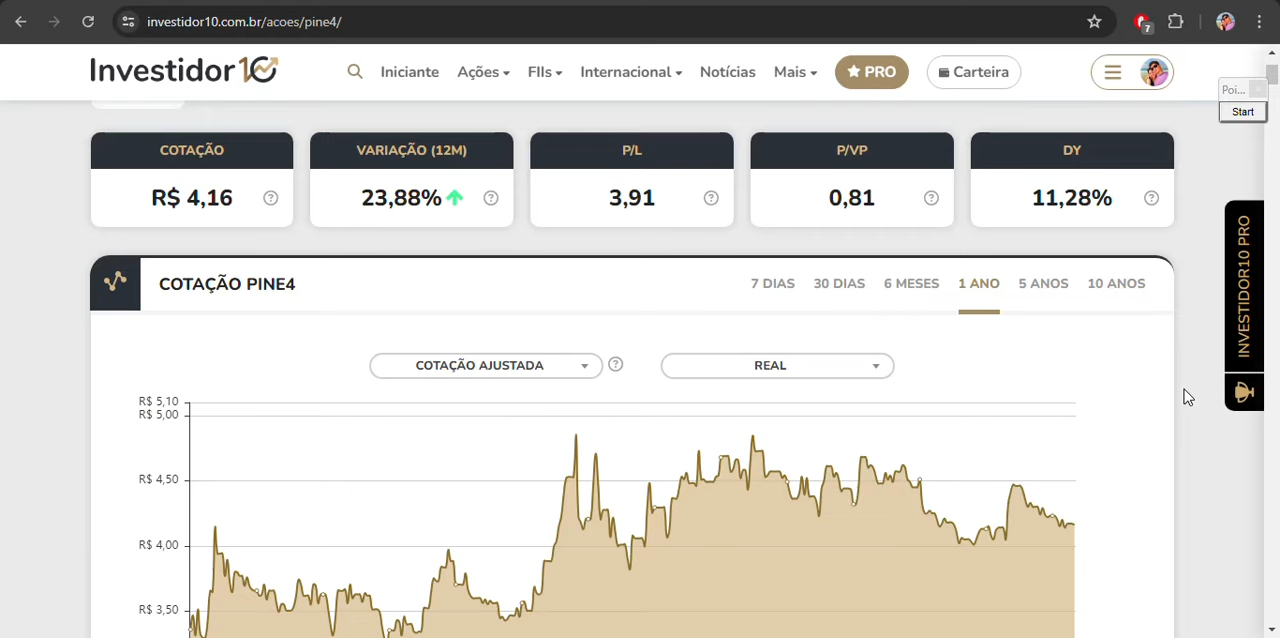 investidor10.com.br/acoes/pine4/
7
Investidor10
Iniciante
Ações
FIIs
Internacional
Notícias
Mais
PRO
Carteira
Poi...
Start
COTAÇÃO
VARIAÇÃO (12M)
P/L
P/VP
DY
R$ 4,16
?
23,88%
?
3,91
?
0,81
?
11,28%
?
INVESTIDOR10 PRO
COTAÇÃO PINE4
7 DIAS
30 DIAS
6 MESES
1 ANO
5 ANOS
10 ANOS
COTAÇÃO AJUSTADA
?
REAL
R$ 5,10
R$ 5,00
R$ 4,50
R$ 4,00
R$ 3,50